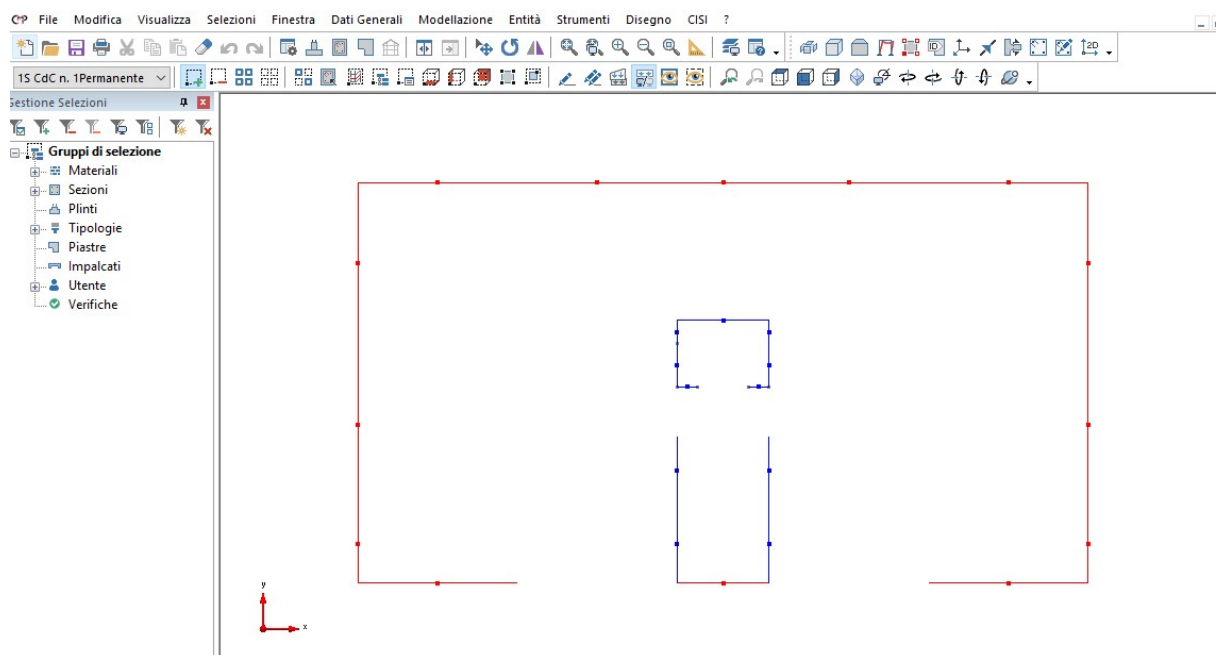 CMP File Modifica Visualizza Selezioni Finestra Dati Generali Modellazione Entità Strumenti Disegno CISI ?
1S CdC n. 1Permanente
Gestione Selezioni
Gruppi di selezione
Materiali
Sezioni
Plinti
Tipologie
Piastre
Impalcati
Utente
Verifiche
y
x